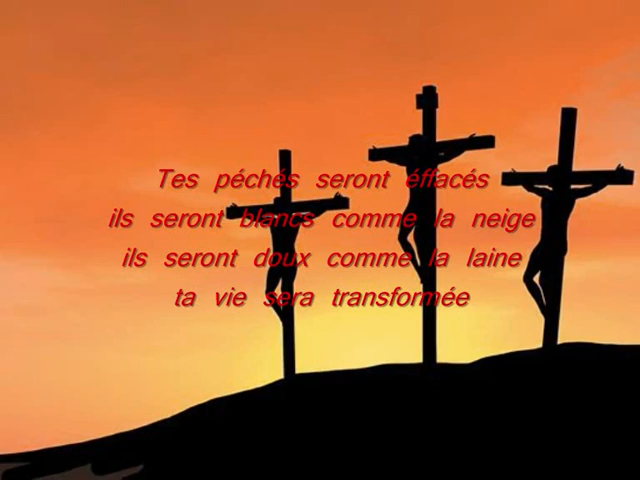 Tes péchés seront éffacés
ils seront blancs comme la neige
ils seront doux comme la laine
ta vie sera transformée